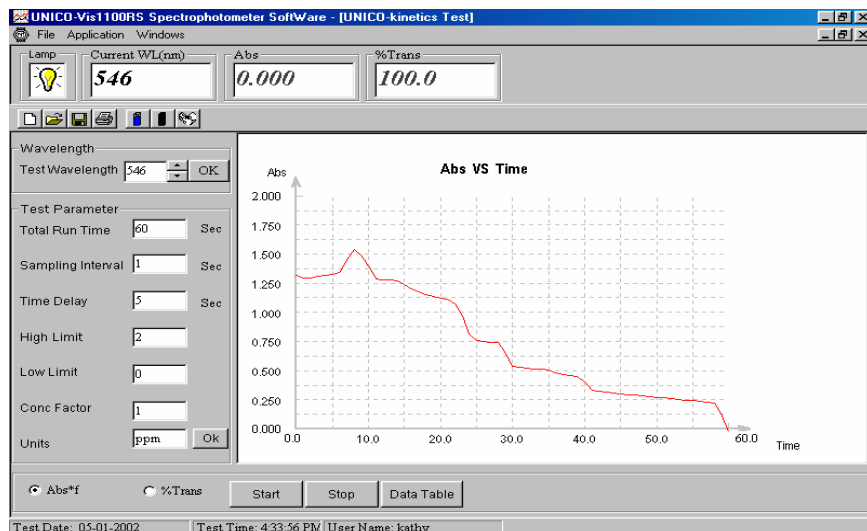 UNICO-Vis1100RS Spectrophotometer SoftWare - [UNICO-kinetics Test]
File Application Windows
Lamp
Current WL(nm)
546
Abs
0.000
%Trans
100.0
Wavelength
Test Wavelength 546 OK
Test Parameter
Total Run Time 60 Sec
Sampling Interval 1 Sec
Time Delay 5 Sec
High Limit 2
Low Limit 0
Conc Factor 1
Units ppm Ok
Abs VS Time
Abs
2.000
1.750
1.500
1.250
1.000
0.750
0.500
0.250
0.000
0.0 10.0 20.0 30.0 40.0 50.0 60.0
Time
Abs*f %Trans Start Stop Data Table
Test Date: 05-01-2002 Test Time: 4:33:56 PM User Name: kathy